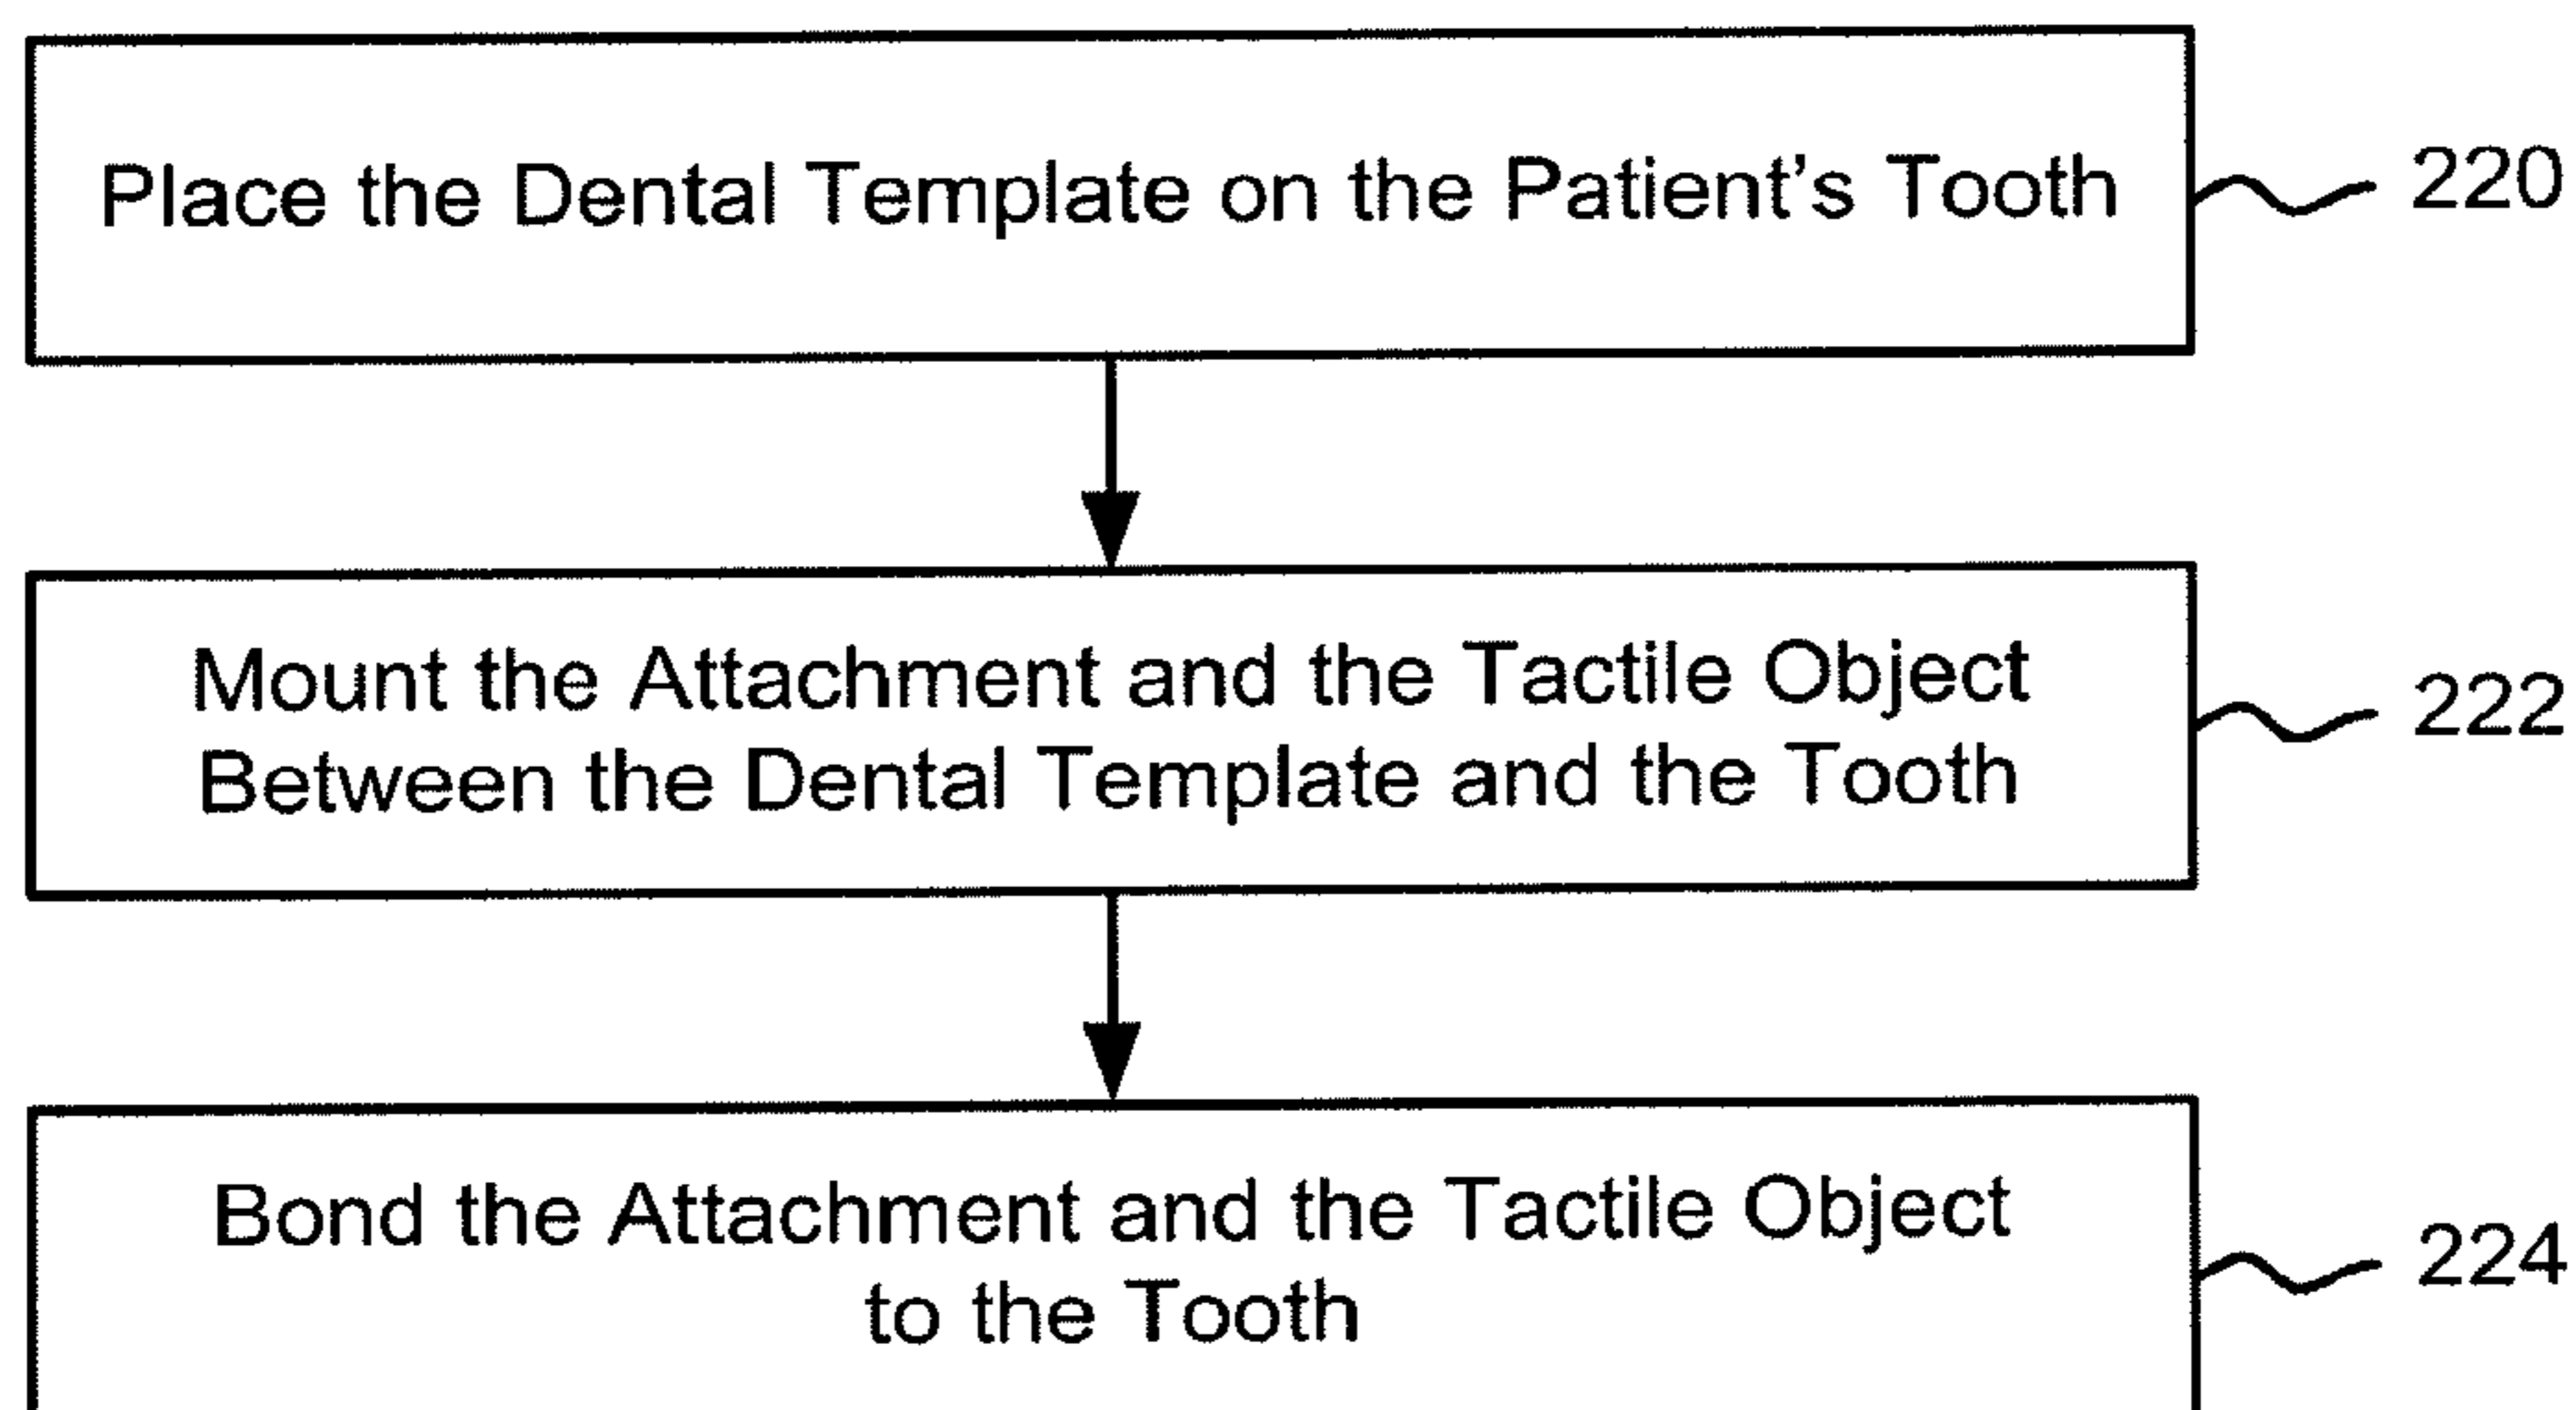 Place the Dental Template on the Patient's Tooth
220
Mount the Attachment and the Tactile Object
Between the Dental Template and the Tooth
222
Bond the Attachment and the Tactile Object
to the Tooth
224